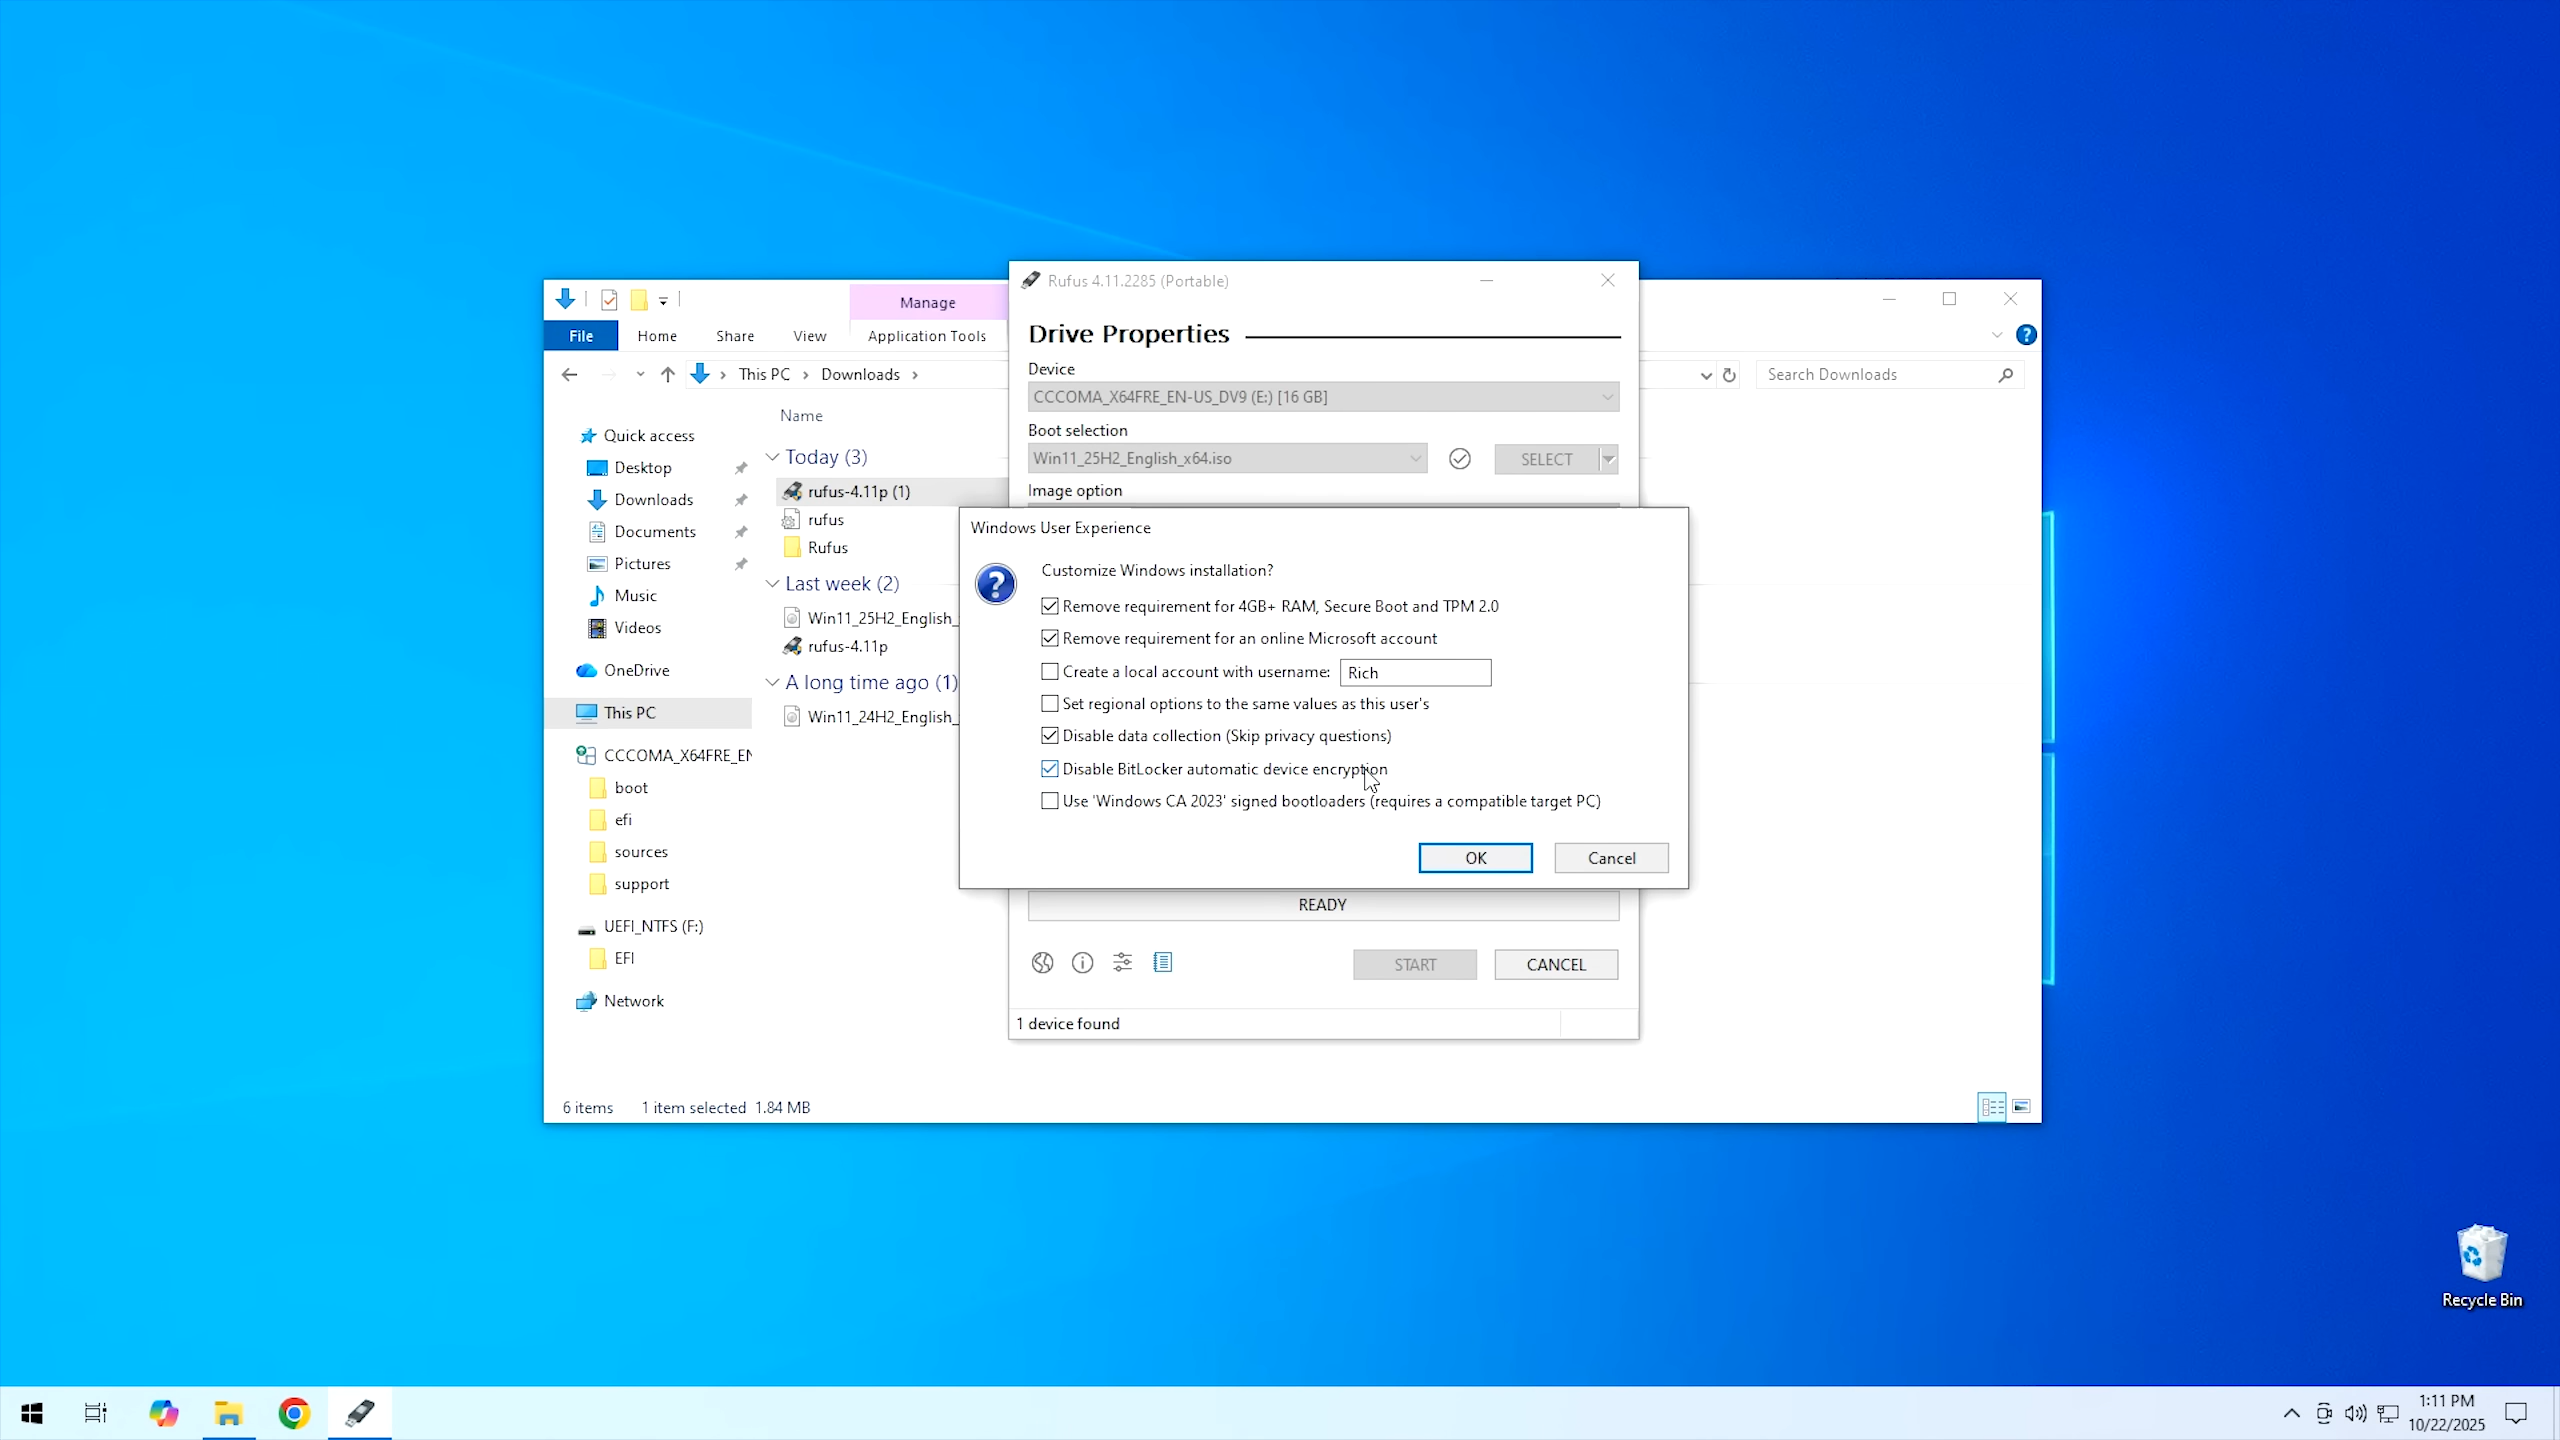 Manage
File
Home
Share
View
Application Tools
This PC
Downloads
Search Downloads
Name
Quick access
Desktop
Downloads
Documents
Pictures
Music
Videos
OneDrive
This PC
CCCOMA_X64FRE_EN
boot
efi
sources
support
UEFI_NTFS (F:)
EFI
Network
Today (3)
rufus-4.11p (1)
rufus
Rufus
Last week (2)
Win11_25H2_English_
rufus-4.11p
A long time ago (1)
Win11_24H2_English_
6 items
1 item selected 1.84 MB
Rufus 4.11.2285 (Portable)
Drive Properties
Device
CCCOMA_X64FRE_EN-US_DV9 (E:) [16 GB]
Boot selection
Win11_25H2_English_x64.iso
SELECT
Image option
Windows User Experience
Customize Windows installation?
Remove requirement for 4GB+ RAM, Secure Boot and TPM 2.0
Remove requirement for an online Microsoft account
Create a local account with username: Rich
Set regional options to the same values as this user's
Disable data collection (Skip privacy questions)
Disable BitLocker automatic device encryption
Use 'Windows CA 2023' signed bootloaders (requires a compatible target PC)
OK
Cancel
READY
START
CANCEL
1 device found
Recycle Bin
1:11 PM
10/22/2025